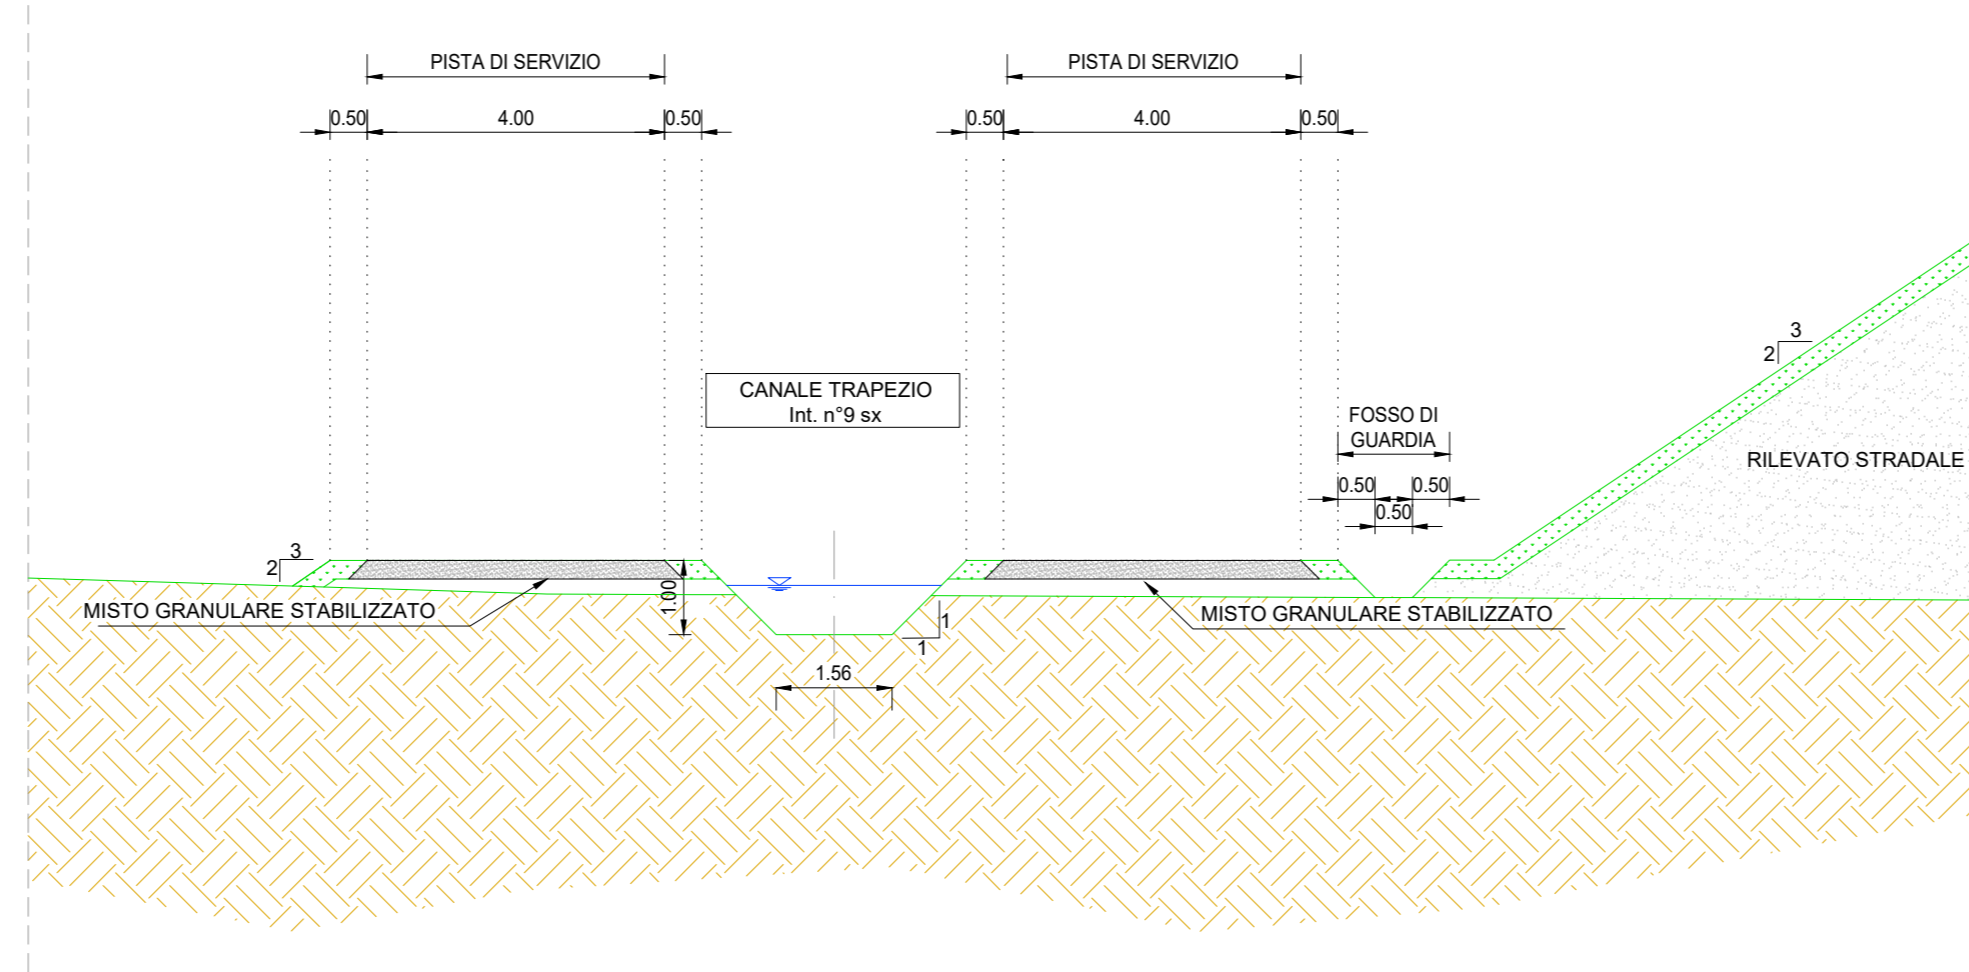 PISTA DI SERVIZIO
PISTA DI SERVIZIO
0.50
4.00
0.50
0.50
4.00
0.50
CANALE TRAPEZIO
Int. n°9 sx
3
2
FOSSO DI
GUARDIA
RILEVATO STRADALE
0.50
0.50
0.50
3
2
1.00
MISTO GRANULARE STABILIZZATO
MISTO GRANULARE STABILIZZATO
1
1
1.56